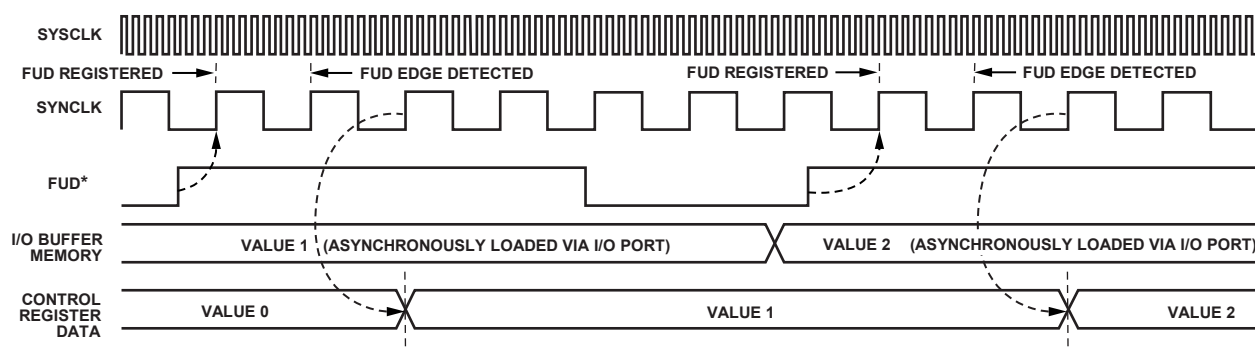 SYSCLK
FUD REGISTERED
FUD EDGE DETECTED
FUD REGISTERED
FUD EDGE DETECTED
SYNCLK
FUD*
I/O BUFFER
MEMORY
VALUE 1 (ASYNCHRONOUSLY LOADED VIA I/O PORT)
VALUE 2 (ASYNCHRONOUSLY LOADED VIA I/O PORT)
CONTROL
REGISTER
DATA
VALUE 0
VALUE 1
VALUE 2